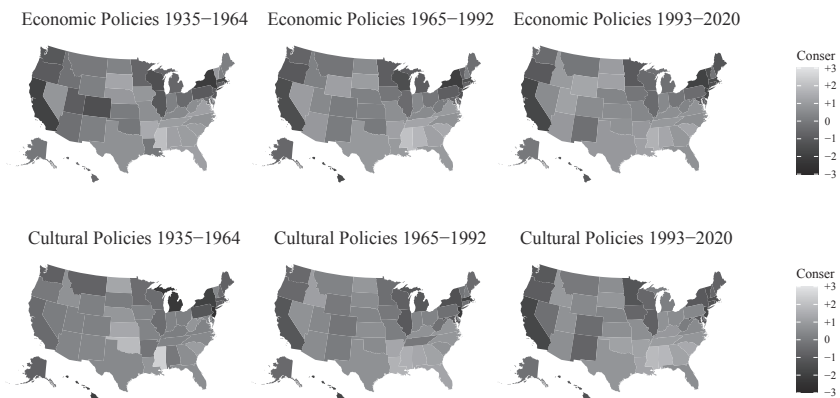 Economic Policies 1935−1964
Economic Policies 1965−1992
Economic Policies 1993−2020
Conser
+3
+2
+1
0
−1
−2
−3
Cultural Policies 1935−1964
Cultural Policies 1965−1992
Cultural Policies 1993−2020
Conser
+3
+2
+1
0
−1
−2
−3